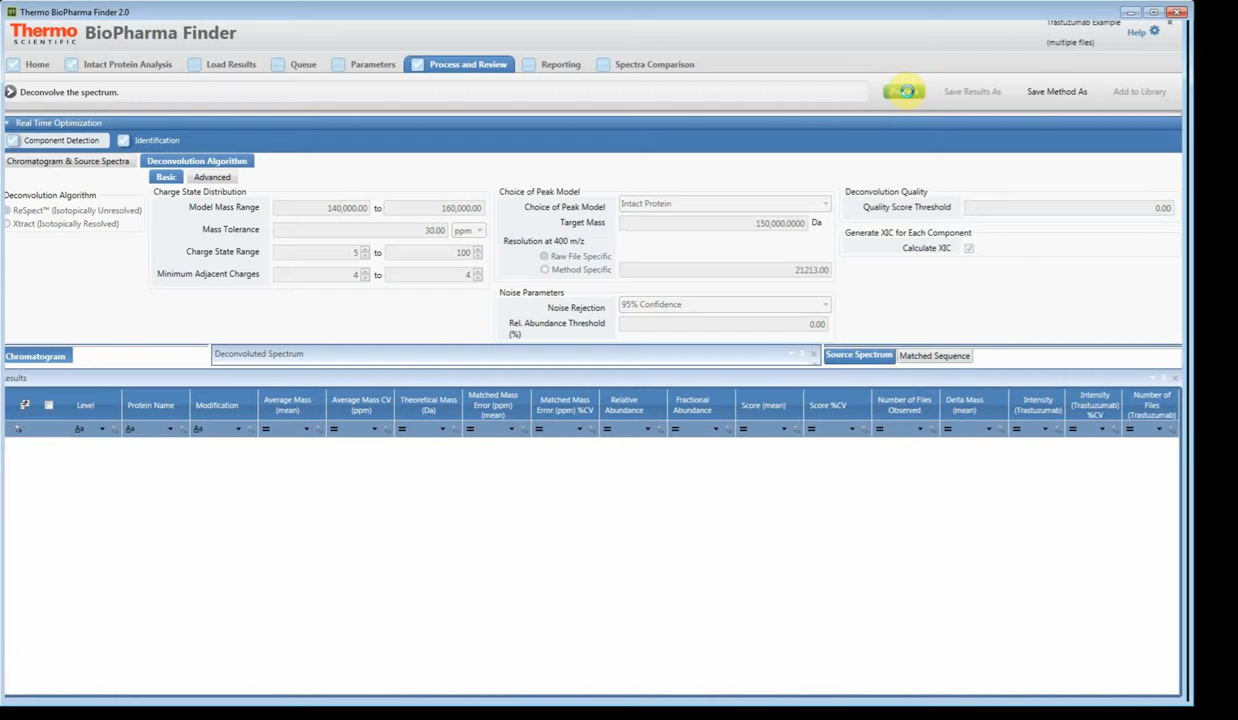 Thermo BioPharma Finder 2.0
Thermo SCIENTIFIC BioPharma Finder
Trastuzumab Example
(multiple files)
Help
Home Intact Protein Analysis Load Results Queue Parameters Process and Review Reporting Spectra Comparison
Deconvolve the spectrum.
Save Results As Save Method As Add to Library
Real Time Optimization
Component Detection Identification
Chromatogram & Source Spectra Deconvolution Algorithm
Basic Advanced
Deconvolution Algorithm
ReSpect™ (Isotopically Unresolved)
Xtract (Isotopically Resolved)
Charge State Distribution
Model Mass Range 140,000.00 to 160,000.00
Mass Tolerance 30.00 ppm
Charge State Range 5 to 100
Minimum Adjacent Charges 4 to 4
Choice of Peak Model
Choice of Peak Model Intact Protein
Target Mass 150,000.0000 Da
Resolution at 400 m/z
Raw File Specific
Method Specific 21213.00
Noise Parameters
Noise Rejection 95% Confidence
Rel. Abundance Threshold (%) 0.00
Deconvolution Quality
Quality Score Threshold 0.00
Generate XIC for Each Component
Calculate XIC
Chromatogram Deconvoluted Spectrum Source Spectrum Matched Sequence
esults
Level Protein Name Modification Average Mass (mean) Average Mass CV (ppm) Theoretical Mass (Da) Matched Mass Error (ppm) (mean) Matched Mass Error (ppm) %CV Relative Abundance Fractional Abundance Score (mean) Score %CV Number of Files Observed Delta Mass (mean) Intensity (Trastuzumab) Intensity (Trastuzumab) %CV Number of Files (Trastuzumab)
Aa Aa Aa = = = = = = = = = = = = = =